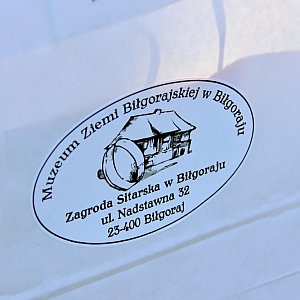 Muzeum Ziemi Biłgorajskiej w Biłgoraju
Zagroda Sitarska w Biłgoraju
ul. Nadstawna 32
23-400 Biłgoraj